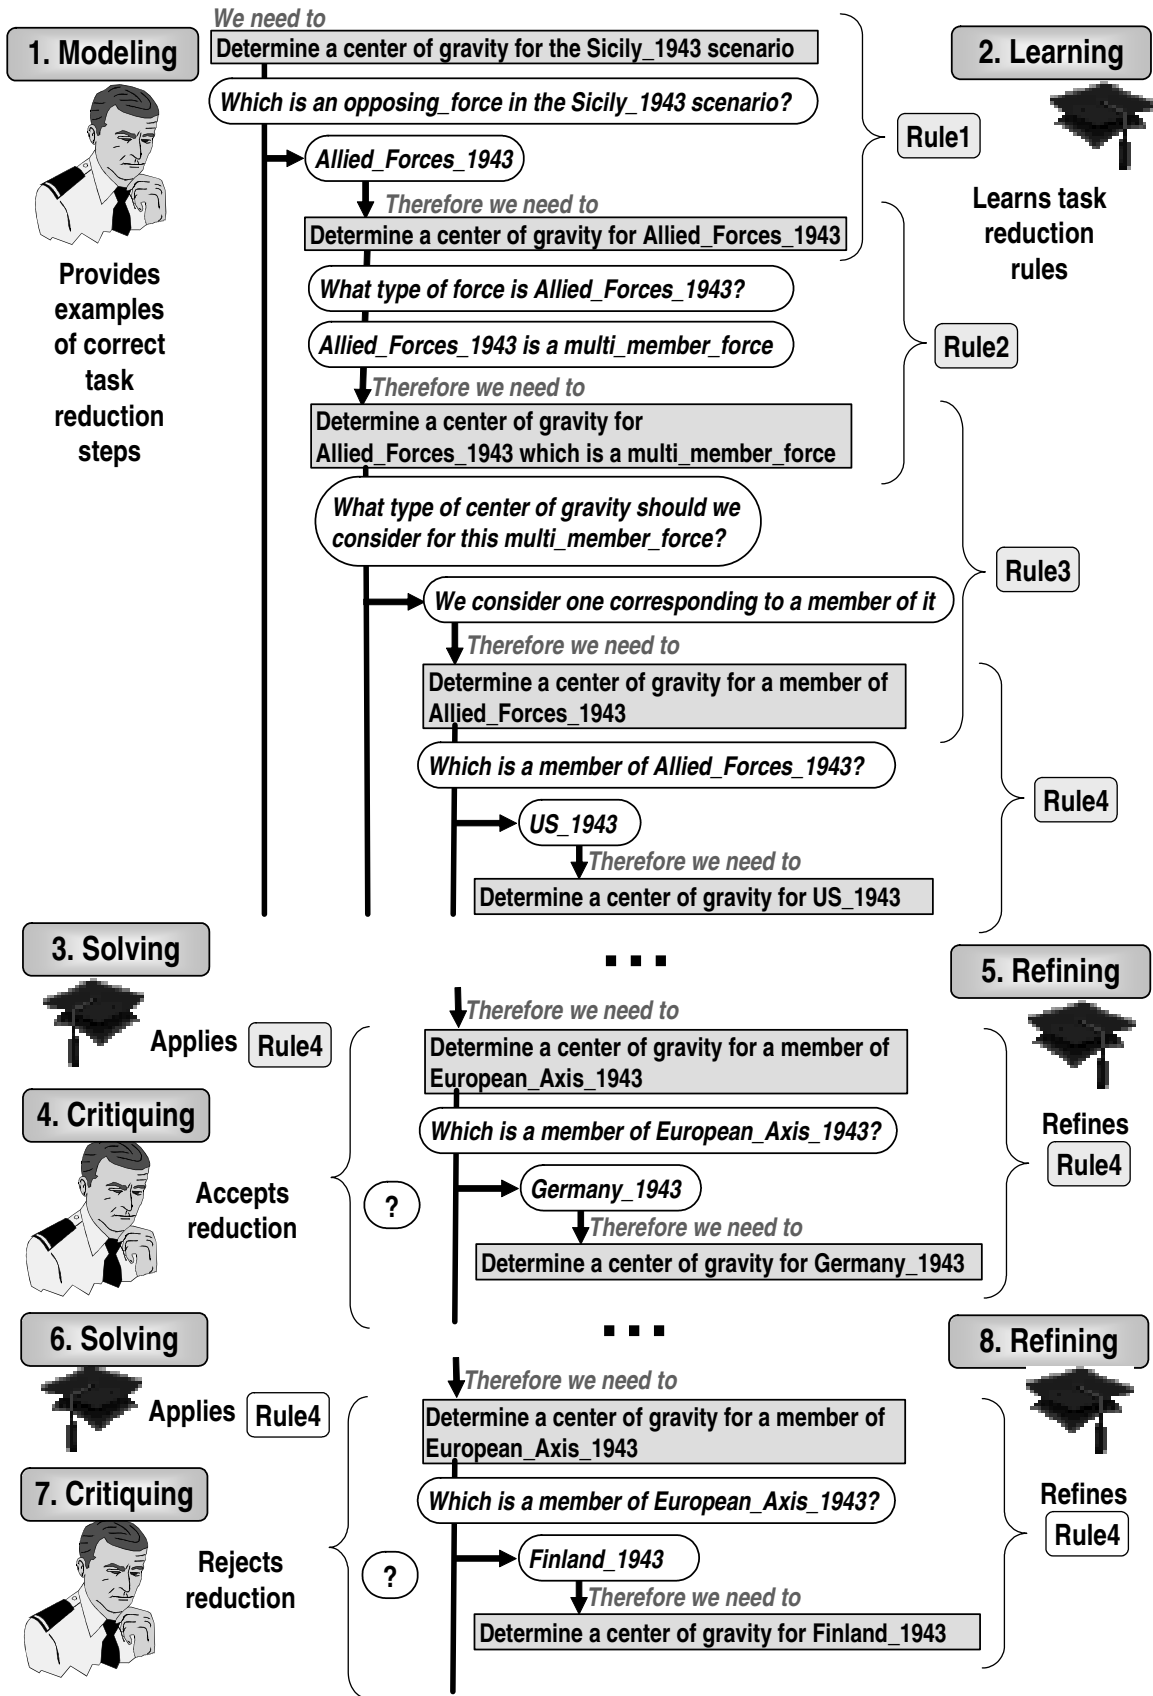 We need to
1. Modeling
Determine a center of gravity for the Sicily_1943 scenario
2. Learning
Which is an opposing_force in the Sicily_1943 scenario?
Rule1
Allied_Forces_1943
Therefore we need to
Determine a center of gravity for Allied_Forces_1943
Learns task
reduction
rules
Provides
examples
of correct
task
reduction
steps
What type of force is Allied_Forces_1943?
Allied_Forces_1943 is a multi_member_force
Rule2
Therefore we need to
Determine a center of gravity for
Allied_Forces_1943 which is a multi_member_force
What type of center of gravity should we
consider for this multi_member_force?
Rule3
We consider one corresponding to a member of it
Therefore we need to
Determine a center of gravity for a member of
Allied_Forces_1943
Which is a member of Allied_Forces_1943?
Rule4
US_1943
Therefore we need to
Determine a center of gravity for US_1943
3. Solving
...
5. Refining
Therefore we need to
Applies Rule4
Determine a center of gravity for a member of
European_Axis_1943
4. Critiquing
Which is a member of European_Axis_1943?
Refines
Rule4
Accepts
reduction
?
Germany_1943
Therefore we need to
Determine a center of gravity for Germany_1943
6. Solving
...
8. Refining
Therefore we need to
Applies Rule4
Determine a center of gravity for a member of
European_Axis_1943
7. Critiquing
Which is a member of European_Axis_1943?
Refines
Rule4
Rejects
reduction
?
Finland_1943
Therefore we need to
Determine a center of gravity for Finland_1943